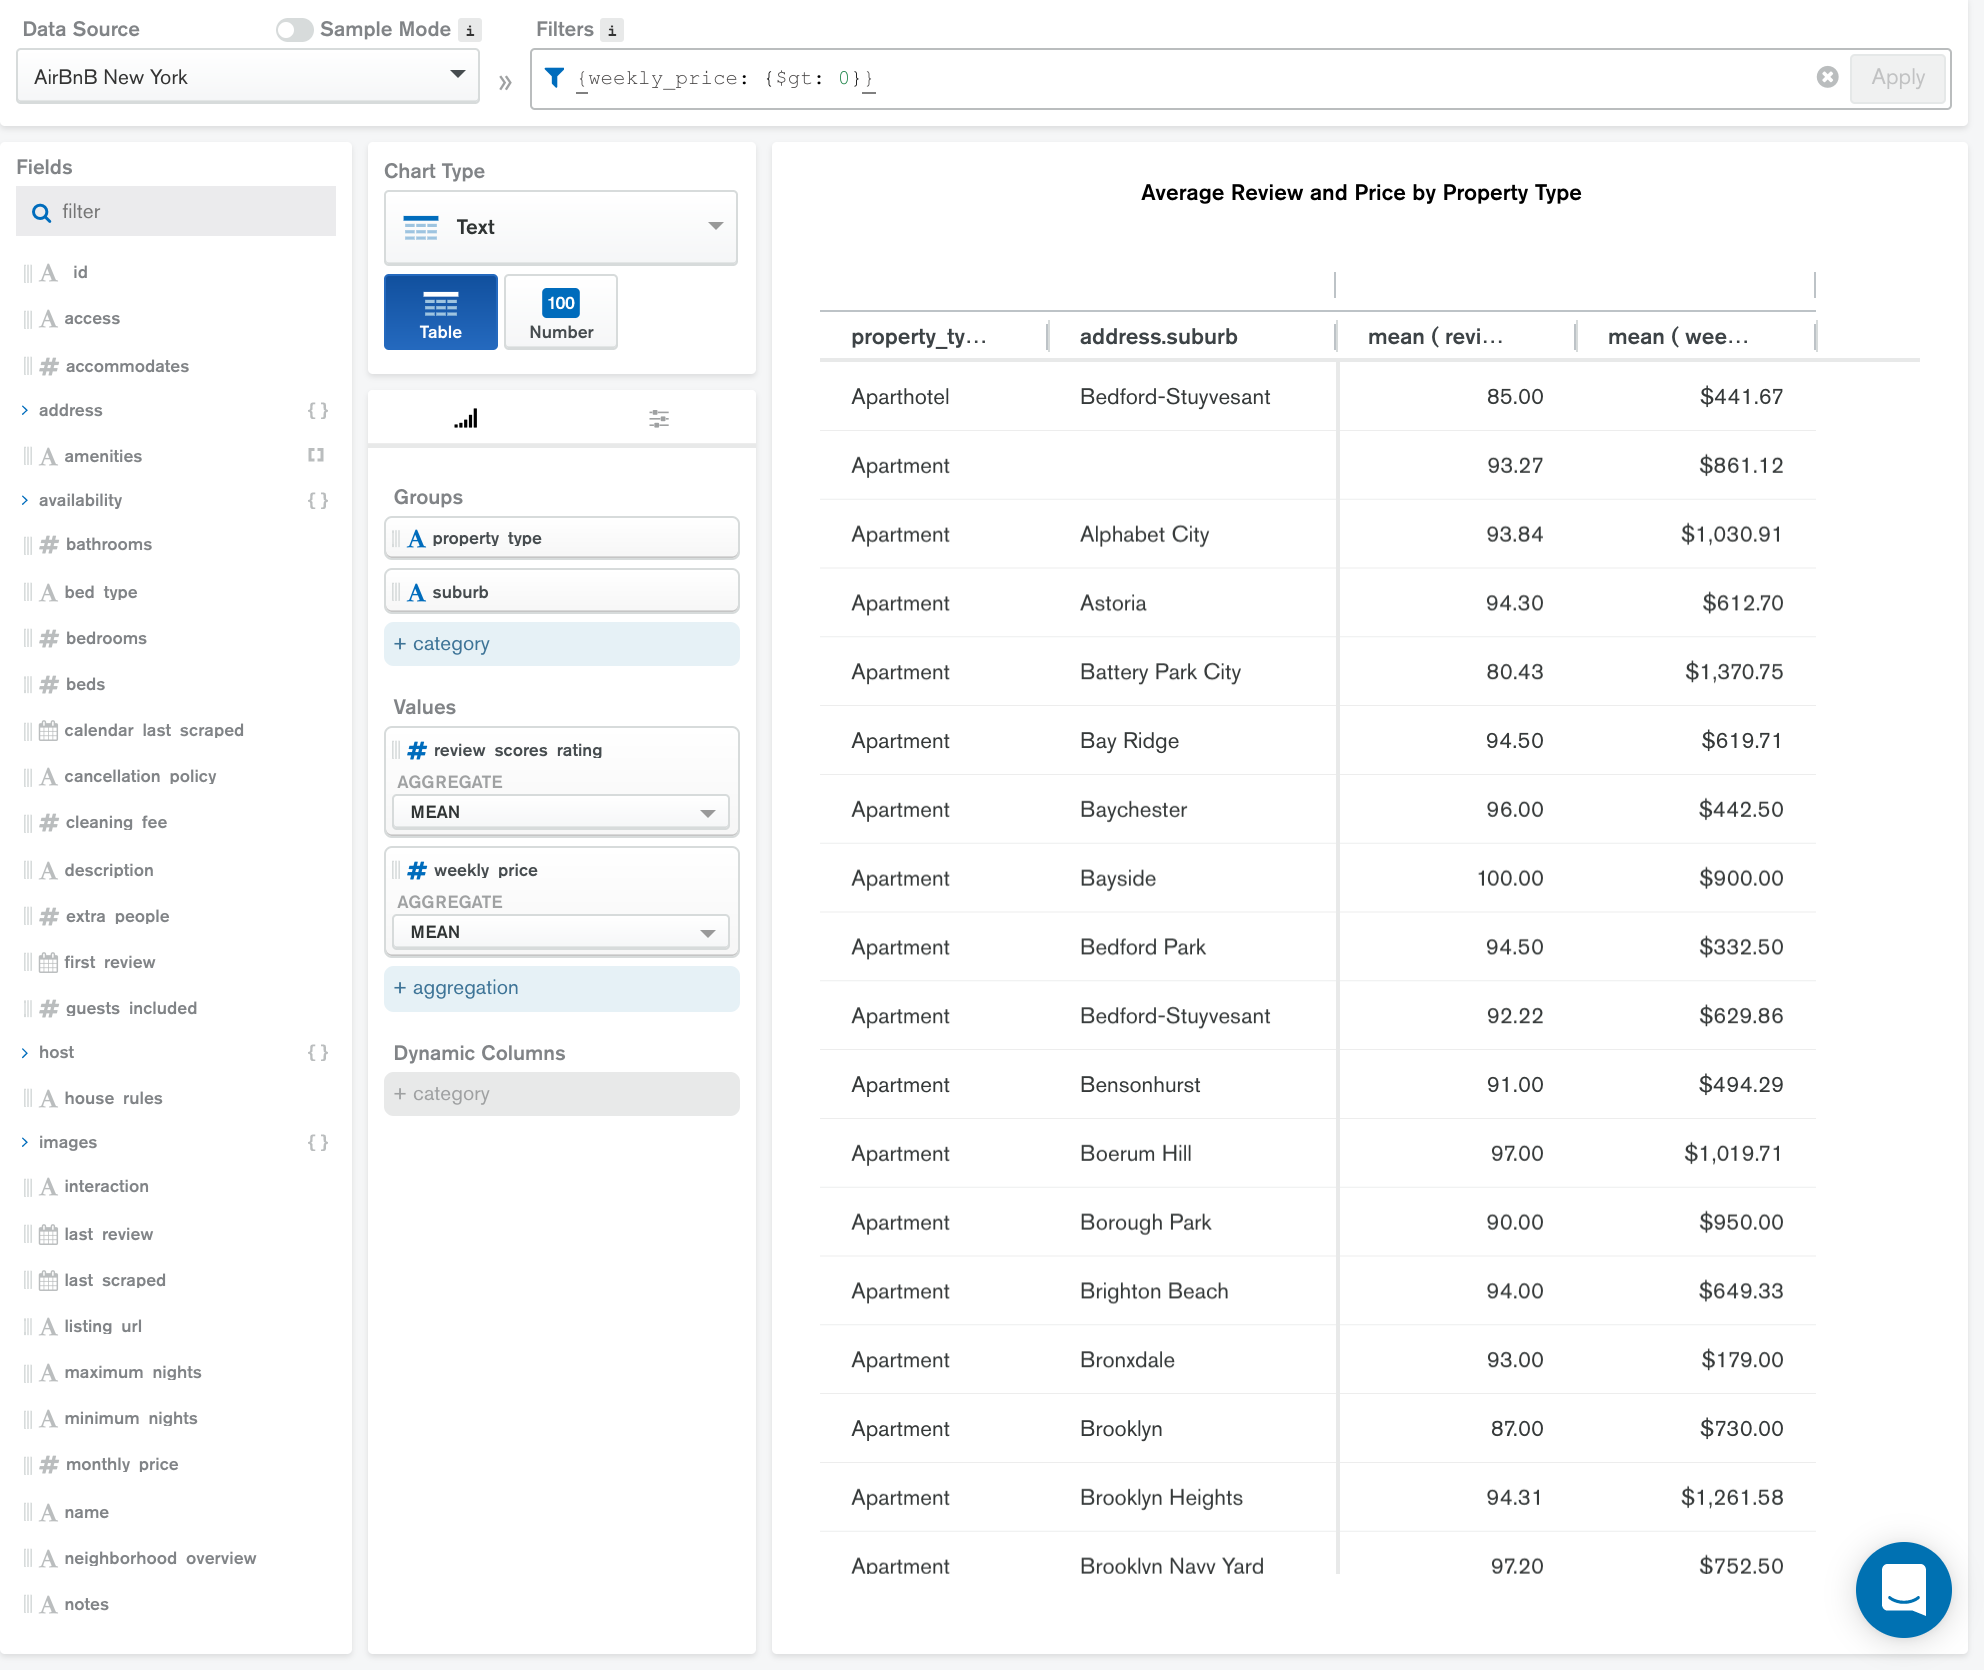 Data Source
Sample Mode i
AirBnB New York
»
Filters i
{weekly_price: {$gt: 0}}
Apply
Fields
filter
A id
A access
# accommodates
> address { }
A amenities [ ]
> availability { }
# bathrooms
A bed type
# bedrooms
# beds
calendar last scraped
A cancellation policy
# cleaning fee
A description
# extra people
first review
# guests included
> host { }
A house rules
> images { }
A interaction
last review
last scraped
A listing url
A maximum nights
A minimum nights
# monthly price
A name
A neighborhood overview
A notes
Chart Type
Text
Table
100
Number
Groups
A property type
A suburb
+ category
Values
# review scores rating
AGGREGATE
MEAN
# weekly price
AGGREGATE
MEAN
+ aggregation
Dynamic Columns
+ category
Average Review and Price by Property Type
property_ty... address.suburb mean ( revi... mean ( wee...
Aparthotel Bedford-Stuyvesant 85.00 $441.67
Apartment 93.27 $861.12
Apartment Alphabet City 93.84 $1,030.91
Apartment Astoria 94.30 $612.70
Apartment Battery Park City 80.43 $1,370.75
Apartment Bay Ridge 94.50 $619.71
Apartment Baychester 96.00 $442.50
Apartment Bayside 100.00 $900.00
Apartment Bedford Park 94.50 $332.50
Apartment Bedford-Stuyvesant 92.22 $629.86
Apartment Bensonhurst 91.00 $494.29
Apartment Boerum Hill 97.00 $1,019.71
Apartment Borough Park 90.00 $950.00
Apartment Brighton Beach 94.00 $649.33
Apartment Bronxdale 93.00 $179.00
Apartment Brooklyn 87.00 $730.00
Apartment Brooklyn Heights 94.31 $1,261.58
Apartment Brooklyn Navy Yard 97.20 $752.50